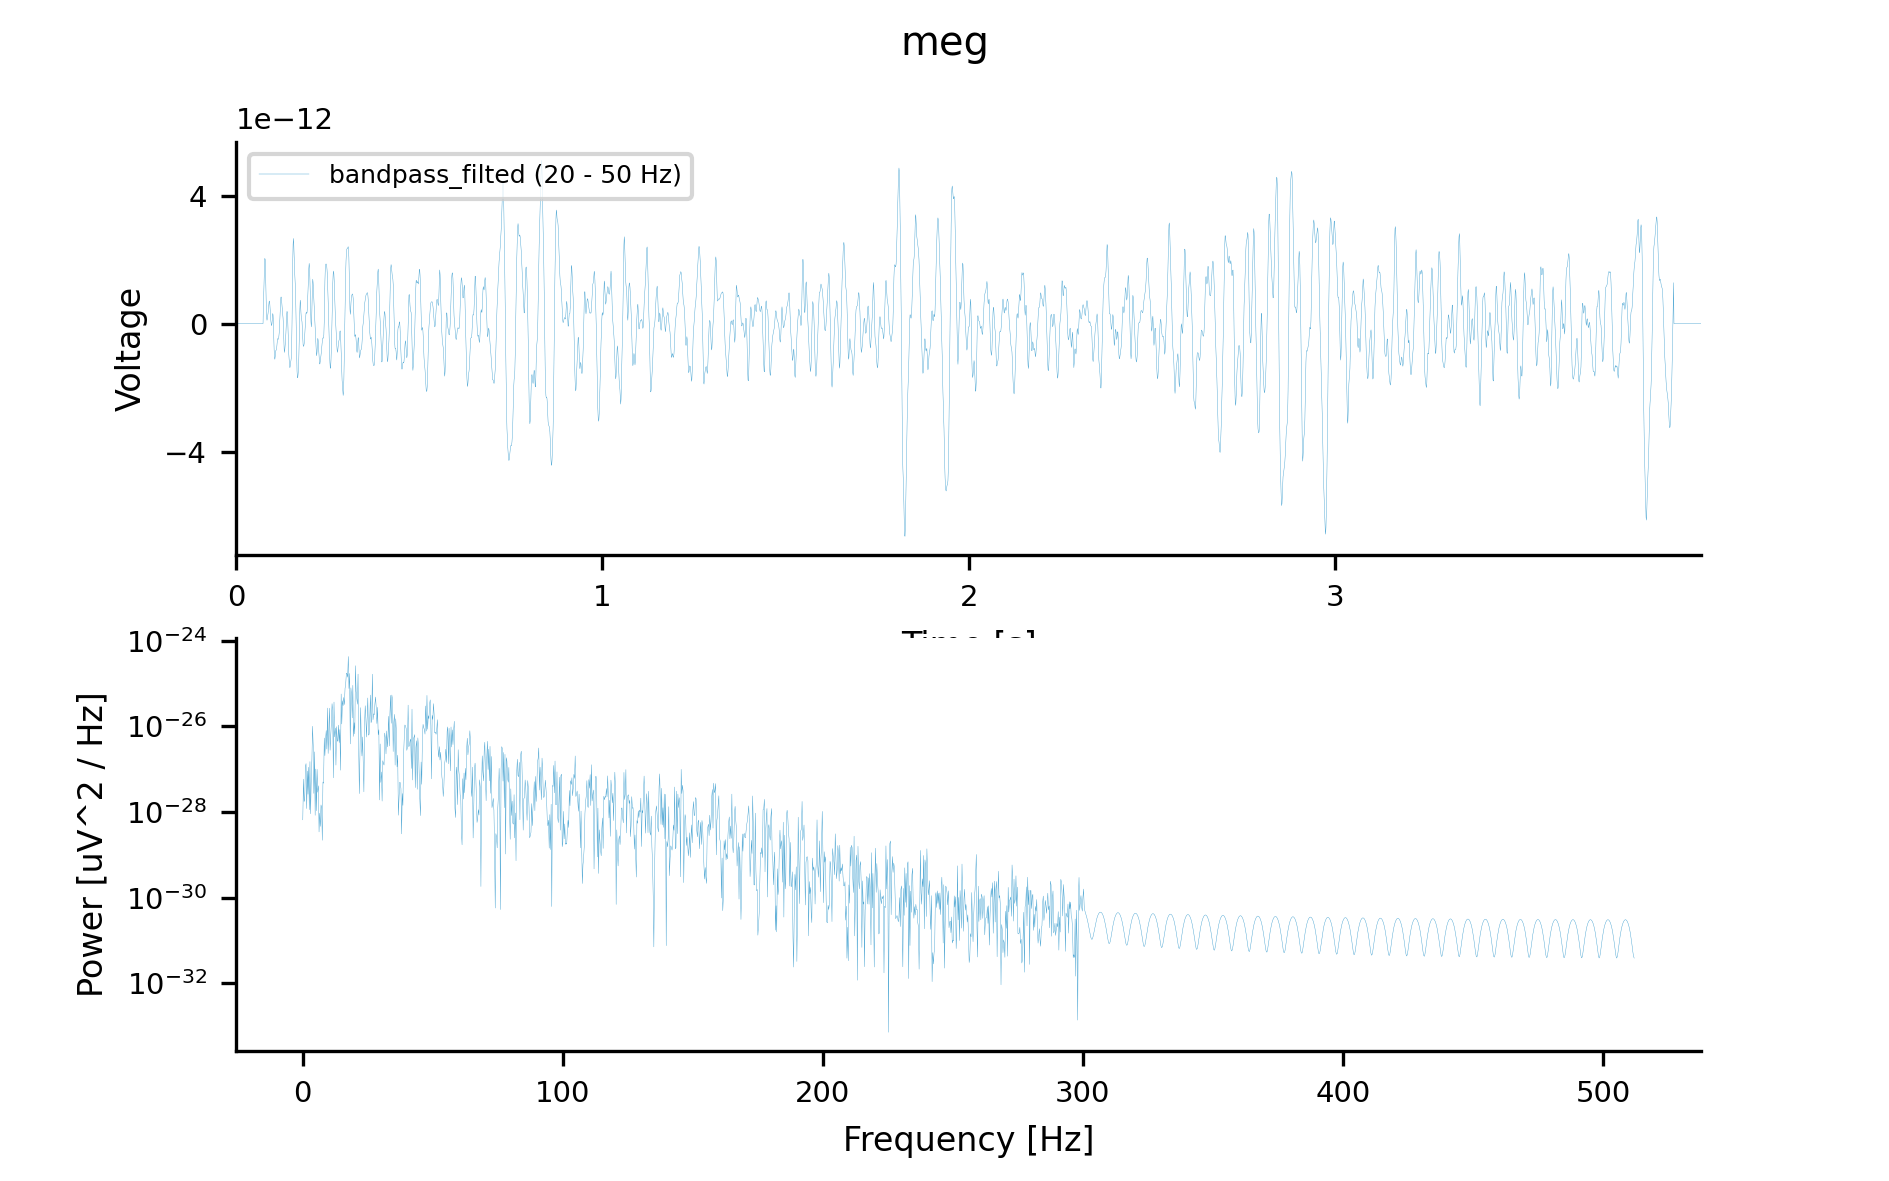 meg
1e−12
bandpass_filted (20 - 50 Hz)
4
0
−4
Voltage
0 1 2 3
Time [s]
10^−24
10^−26
10^−28
10^−30
10^−32
Power [uV^2 / Hz]
0 100 200 300 400 500
Frequency [Hz]